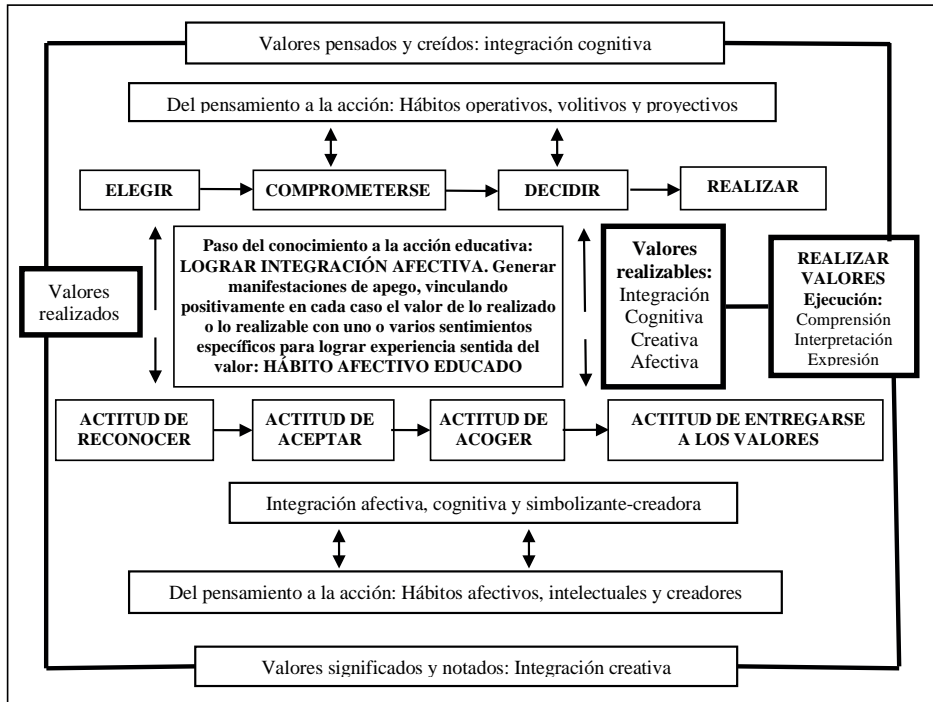 Valores pensados y creídos: integración cognitiva
Del pensamiento a la acción: Hábitos operativos, volitivos y proyectivos
ELEGIR
COMPROMETERSE
DECIDIR
REALIZAR
Valores
realizados
Paso del conocimiento a la acción educativa:
LOGRAR INTEGRACIÓN AFECTIVA. Generar
manifestaciones de apego, vinculando
positivamente en cada caso el valor de lo realizado
o lo realizable con uno o varios sentimientos
específicos para lograr experiencia sentida del
valor: HÁBITO AFECTIVO EDUCADO
Valores
realizables:
Integración
Cognitiva
Creativa
Afectiva
REALIZAR
VALORES
Ejecución:
Comprensión
Interpretación
Expresión
ACTITUD DE
RECONOCER
ACTITUD DE
ACEPTAR
ACTITUD DE
ACOGER
ACTITUD DE ENTREGARSE
A LOS VALORES
Integración afectiva, cognitiva y simbolizante-creadora
Del pensamiento a la acción: Hábitos afectivos, intelectuales y creadores
Valores significados y notados: Integración creativa